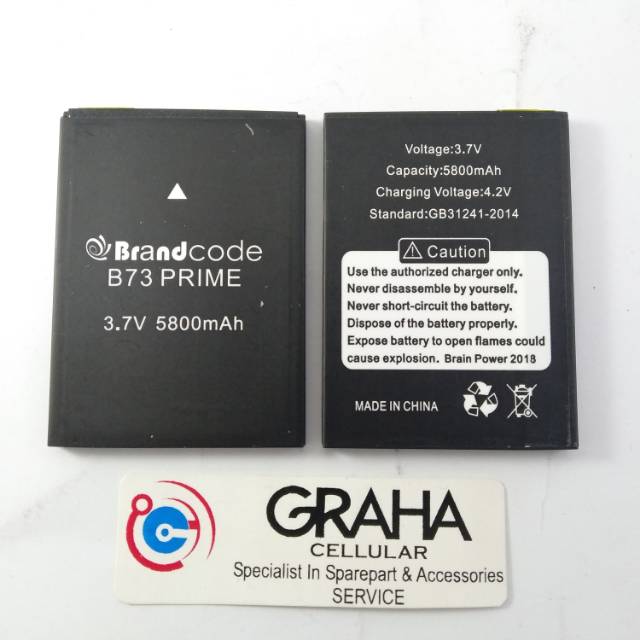 Brandcode
B73 PRIME
3.7V 5800mAh
Voltage:3.7V
Capacity:5800mAh
Charging Voltage:4.2V
Standard:GB31241-2014
Caution
Use the authorized charger only.
Never disassemble by yourself.
Never short-circuit the battery.
Dispose of the battery properly.
Expose battery to open flames could
cause explosion. Brain Power 2018
MADE IN CHINA
GRAHA
CELLULAR
Specialist In Sparepart & Accessories
SERVICE